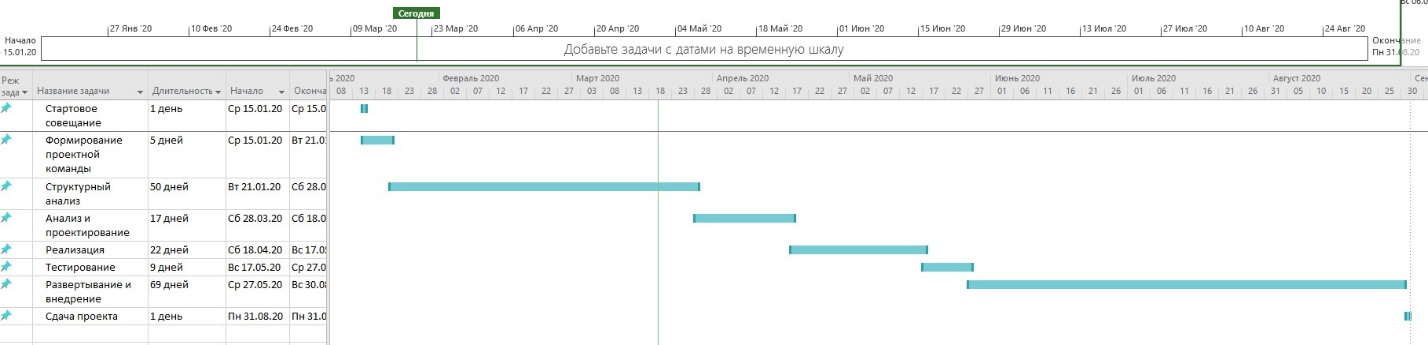 Вс 06.0
Сегодня
27 Янв '20 10 Фев '20 24 Фев '20 09 Мар '20 23 Мар '20 06 Апр '20 20 Апр '20 04 Май '20 18 Май '20 01 Июн '20 15 Июн '20 29 Июн '20 13 Июл '20 27 Июл '20 10 Авг '20 24 Авг '20
Начало
15.01.20
Добавьте задачи с датами на временную шкалу
Окончание
Пн 31.08.20
Реж
зада
Название задачи
Длительность
Начало
Оконча
ь 2020 Февраль 2020 Март 2020 Апрель 2020 Май 2020 Июнь 2020 Июль 2020 Август 2020 Сен
08 13 18 23 28 02 07 12 17 22 27 03 08 13 18 23 28 02 07 12 17 22 27 02 07 12 17 22 27 01 06 11 16 21 26 01 06 11 16 21 26 31 05 10 15 20 25 30
Стартовое
совещание
1 день Ср 15.01.20 Ср 15.0
Формирование
проектной
команды
5 дней Ср 15.01.20 Вт 21.0
Структурный
анализ
50 дней Вт 21.01.20 Сб 28.0
Анализ и
проектирование
17 дней Сб 28.03.20 Сб 18.0
Реализация 22 дней Сб 18.04.20 Вс 17.0
Тестирование 9 дней Вс 17.05.20 Ср 27.0
Развертывание и
внедрение
69 дней Ср 27.05.20 Вс 30.0
Сдача проекта 1 день Пн 31.08.20 Пн 31.0